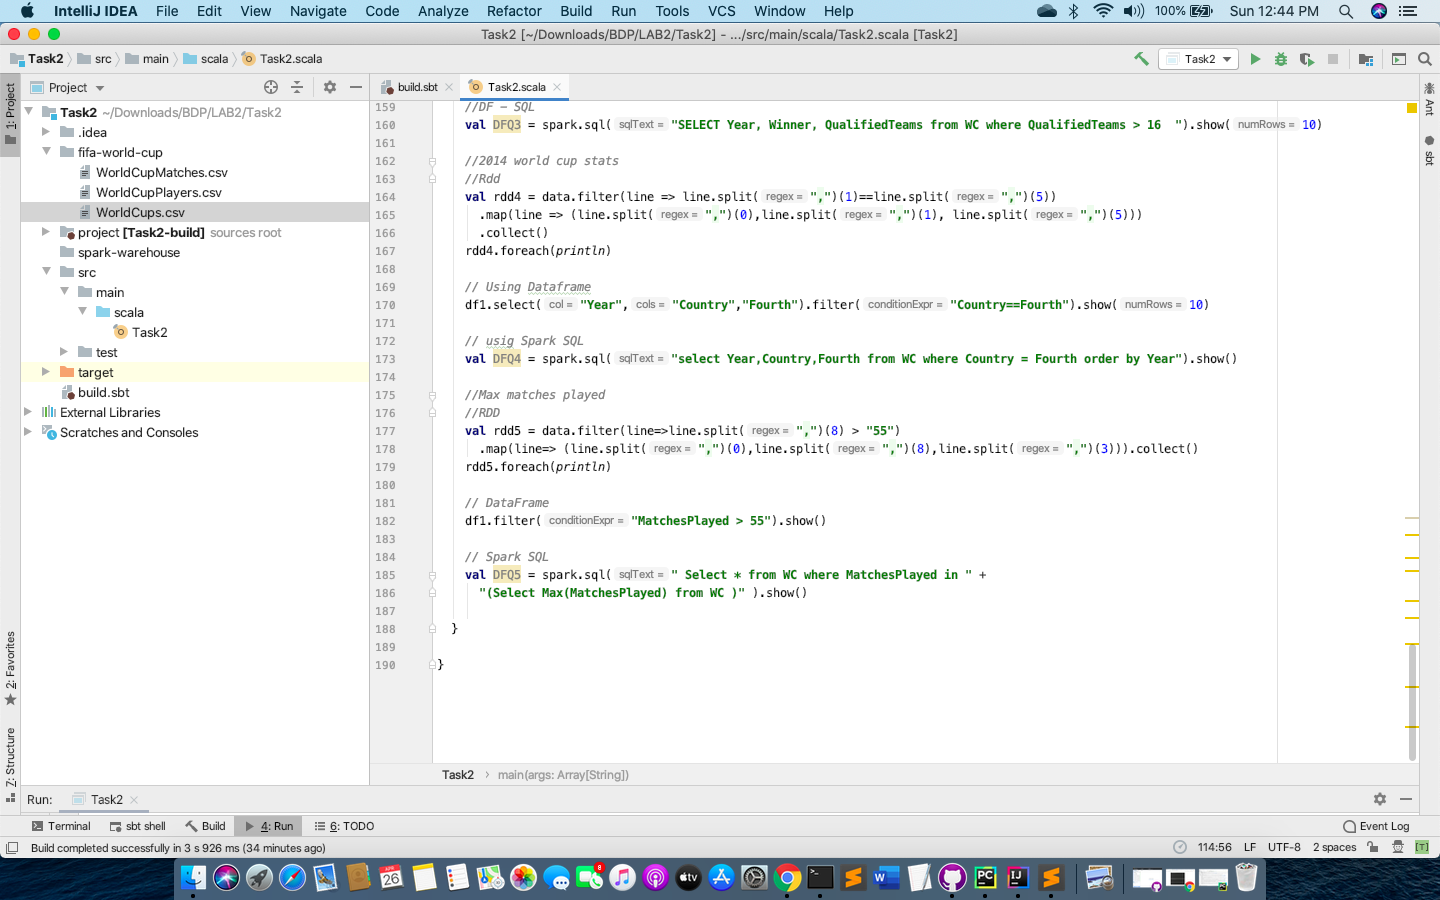 IntelliJ IDEA File Edit View Navigate Code Analyze Refactor Build Run Tools VCS Window Help 100% Sun 12:44 PM
Task2 [~/Downloads/BDP/LAB2/Task2] - .../src/main/scala/Task2.scala [Task2]
Task2 src main scala Task2.scala Task2
Project build.sbt Task2.scala
1: Project
Task2 ~/Downloads/BDP/LAB2/Task2
.idea
fifa-world-cup
WorldCupMatches.csv
WorldCupPlayers.csv
WorldCups.csv
project [Task2-build] sources root
spark-warehouse
src
main
scala
Task2
test
target
build.sbt
External Libraries
Scratches and Consoles
2: Favorites
Z: Structure
159 //DF - SQL
160 val DFQ3 = spark.sql( sqlText = "SELECT Year, Winner, QualifiedTeams from WC where QualifiedTeams > 16  ").show( numRows = 10)
161
162 //2014 world cup stats
163 //Rdd
164 val rdd4 = data.filter(line => line.split( regex = ",")(1)==line.split( regex = ",")(5))
165 .map(line => (line.split( regex = ",")(0),line.split( regex = ",")(1), line.split( regex = ",")(5)))
166 .collect()
167 rdd4.foreach(println)
168
169 // Using Dataframe
170 df1.select( col = "Year", cols = "Country","Fourth").filter( conditionExpr = "Country==Fourth").show( numRows = 10)
171
172 // usig Spark SQL
173 val DFQ4 = spark.sql( sqlText = "select Year,Country,Fourth from WC where Country = Fourth order by Year").show()
174
175 //Max matches played
176 //RDD
177 val rdd5 = data.filter(line=>line.split( regex = ",")(8) > "55")
178 .map(line=> (line.split( regex = ",")(0),line.split( regex = ",")(8),line.split( regex = ",")(3))).collect()
179 rdd5.foreach(println)
180
181 // DataFrame
182 df1.filter( conditionExpr = "MatchesPlayed > 55").show()
183
184 // Spark SQL
185 val DFQ5 = spark.sql( sqlText = " Select * from WC where MatchesPlayed in " +
186 "(Select Max(MatchesPlayed) from WC )" ).show()
187
188 }
189
190 }
Ant
sbt
Task2 › main(args: Array[String])
Run: Task2
Terminal sbt shell Build 4: Run 6: TODO Event Log
Build completed successfully in 3 s 926 ms (34 minutes ago) 114:56 LF UTF-8 2 spaces [T]
APR 26 8 tv W PC IJ